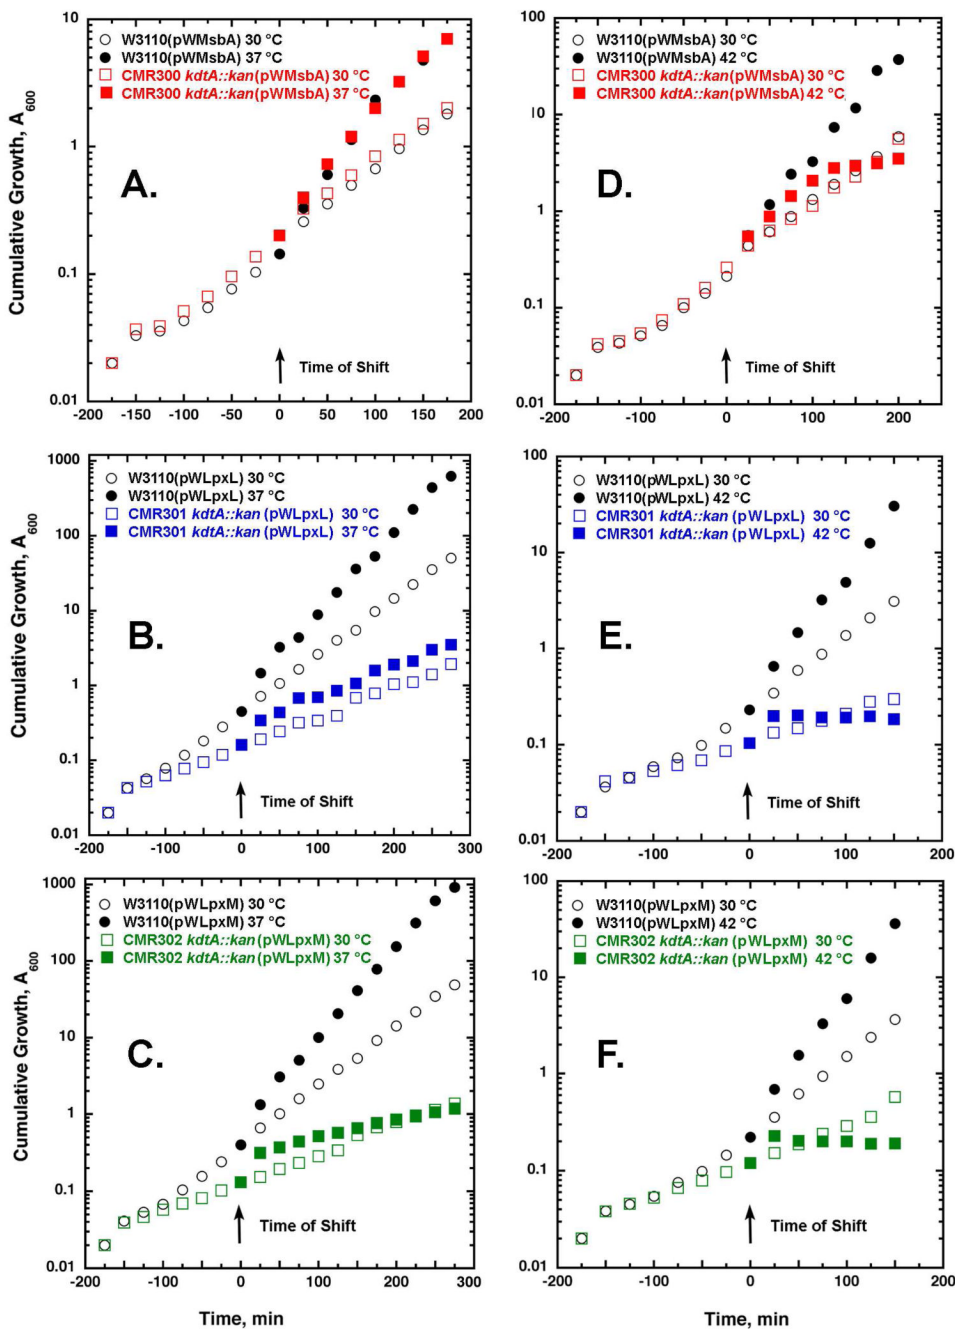 W3110(pWMsbA) 30 °C
W3110(pWMsbA) 37 °C
CMR300 kdtA::kan(pWMsbA) 30 °C
CMR300 kdtA::kan(pWMsbA) 37 °C
A.
Time of Shift
Cumulative Growth, A600
10
1
0.1
0.01
-200 -150 -100 -50 0 50 100 150 200
W3110(pWMsbA) 30 °C
W3110(pWMsbA) 42 °C
CMR300 kdtA::kan(pWMsbA) 30 °C
CMR300 kdtA::kan(pWMsbA) 42 °C
D.
Time of Shift
100
10
1
0.1
0.01
-200 -100 0 100 200
W3110(pWLpxL) 30 °C
W3110(pWLpxL) 37 °C
CMR301 kdtA::kan (pWLpxL) 30 °C
CMR301 kdtA::kan (pWLpxL) 37 °C
B.
Time of Shift
Cumulative Growth, A600
1000
100
10
1
0.1
0.01
-200 -100 0 100 200 300
W3110(pWLpxL) 30 °C
W3110(pWLpxL) 42 °C
CMR301 kdtA::kan (pWLpxL) 30 °C
CMR301 kdtA::kan (pWLpxL) 42 °C
E.
Time of Shift
100
10
1
0.1
0.01
-200 -100 0 100 200
W3110(pWLpxM) 30 °C
W3110(pWLpxM) 37 °C
CMR302 kdtA::kan (pWLpxM) 30 °C
CMR302 kdtA::kan (pWLpxM) 37 °C
C.
Time of Shift
Cumulative Growth, A600
1000
100
10
1
0.1
0.01
-200 -100 0 100 200 300
Time, min
W3110(pWLpxM) 30 °C
W3110(pWLpxM) 42 °C
CMR302 kdtA::kan (pWLpxM) 30 °C
CMR302 kdtA::kan (pWLpxM) 42 °C
F.
Time of Shift
100
10
1
0.1
0.01
-200 -100 0 100 200
Time, min